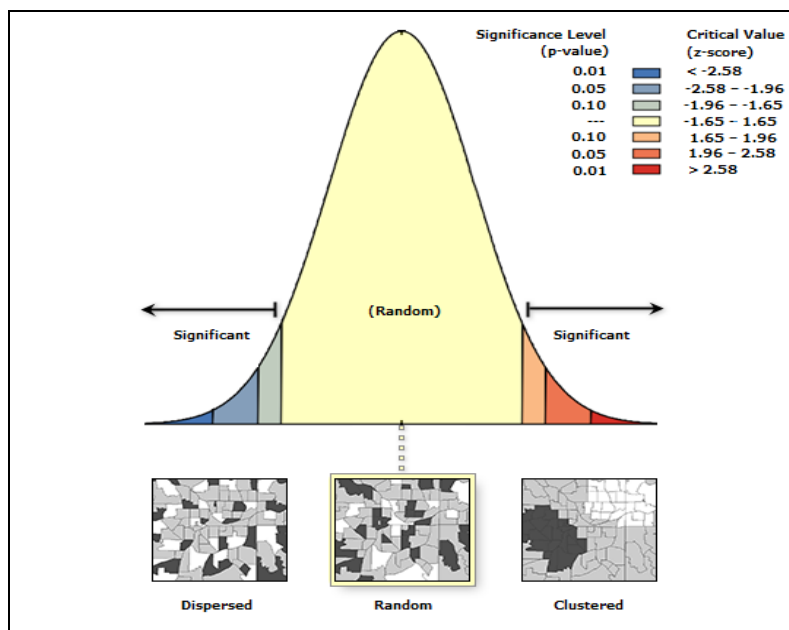 Significance Level Critical Value
(p-value) (z-score)
0.01 < -2.58
0.05 -2.58 – -1.96
0.10 -1.96 – -1.65
--- -1.65 – 1.65
0.10 1.65 – 1.96
0.05 1.96 – 2.58
0.01 > 2.58
(Random)
Significant Significant
Dispersed Random Clustered